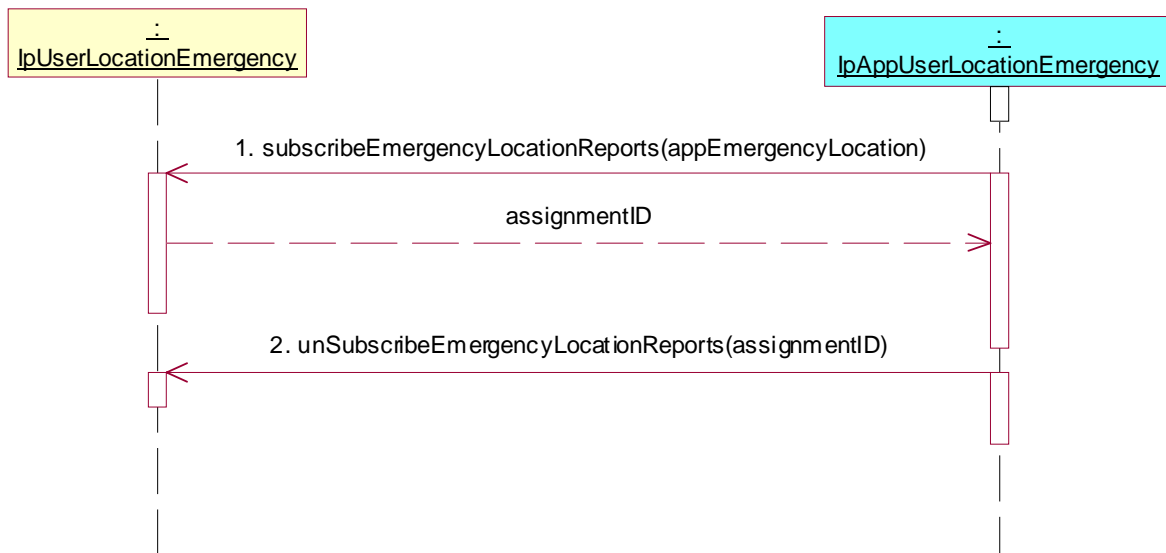 :
IpUserLocationEmergency
:
IpAppUserLocationEmergency
1. subscribeEmergencyLocationReports(appEmergencyLocation)
assignmentID
2. unSubscribeEmergencyLocationReports(assignmentID)